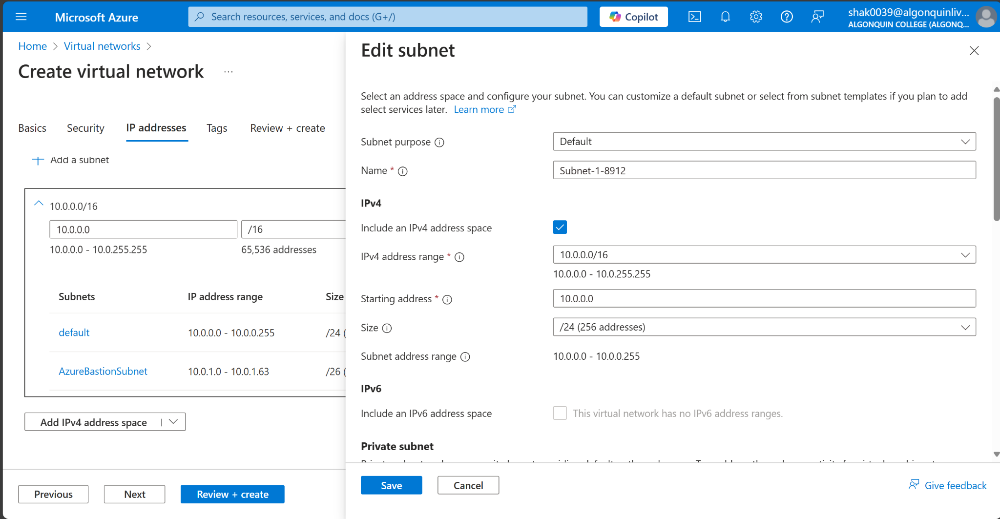 Microsoft Azure
Search resources, services, and docs (G+/)
Copilot
shak0039@algonquinliv...
ALGONQUIN COLLEGE (ALGONQ...
Home > Virtual networks >
Create virtual network ...
Basics Security IP addresses Tags Review + create
+ Add a subnet
10.0.0.0/16
10.0.0.0 /16
10.0.0.0 - 10.0.255.255 65,536 addresses
Subnets IP address range Size
default 10.0.0.0 - 10.0.0.255 /24 (
AzureBastionSubnet 10.0.1.0 - 10.0.1.63 /26 (
Add IPv4 address space |
Previous Next Review + create
Edit subnet
Select an address space and configure your subnet. You can customize a default subnet or select from subnet templates if you plan to add
select services later. Learn more
Subnet purpose Default
Name * Subnet-1-8912
IPv4
Include an IPv4 address space
IPv4 address range * 10.0.0.0/16
10.0.0.0 - 10.0.255.255
Starting address * 10.0.0.0
Size /24 (256 addresses)
Subnet address range 10.0.0.0 - 10.0.0.255
IPv6
Include an IPv6 address space This virtual network has no IPv6 address ranges.
Private subnet
Save Cancel
Give feedback